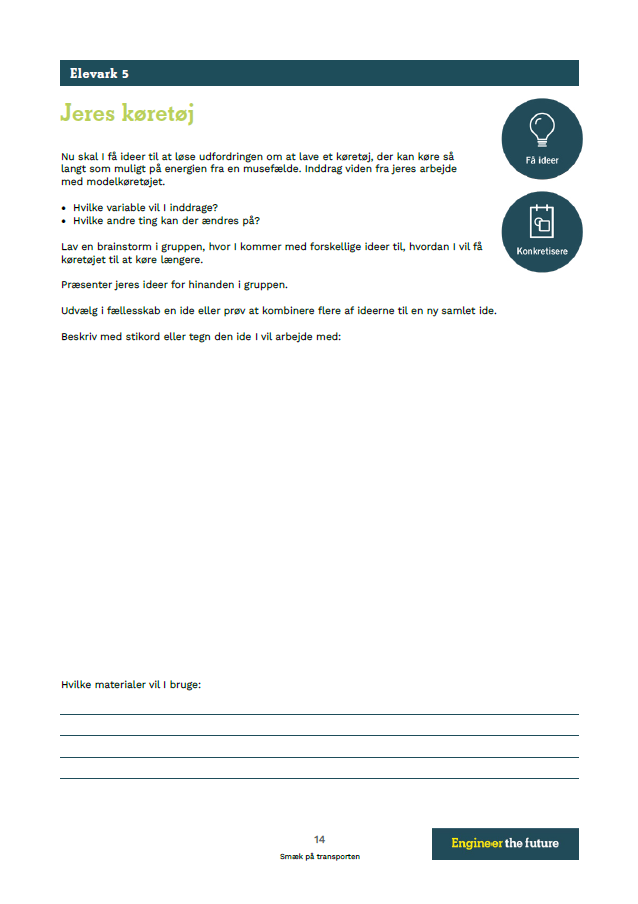 Elevark 5
Jeres køretøj
Få ideer
Nu skal I få ideer til at løse udfordringen om at lave et køretøj, der kan køre så
langt som muligt på energien fra en musefælde. Inddrag viden fra jeres arbejde
med modelkøretøjet.
• Hvilke variable vil I inddrage?
• Hvilke andre ting kan der ændres på?
Konkretisere
Lav en brainstorm i gruppen, hvor I kommer med forskellige ideer til, hvordan I vil få
køretøjet til at køre længere.
Præsenter jeres ideer for hinanden i gruppen.
Udvælg i fællesskab en ide eller prøv at kombinere flere af ideerne til en ny samlet ide.
Beskriv med stikord eller tegn den ide I vil arbejde med:
Hvilke materialer vil I bruge:
14
Smæk på transporten
Engineer the future